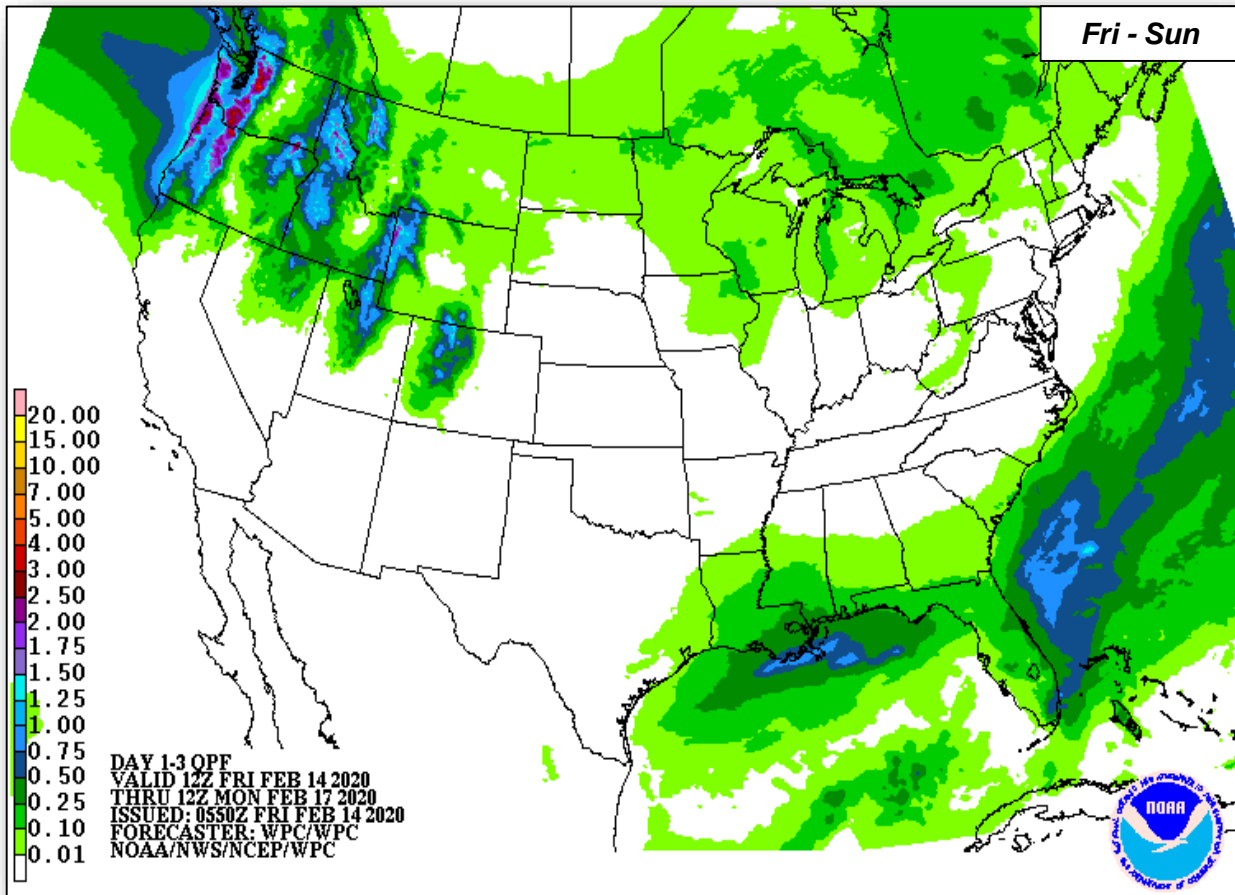 Fri - Sun
20.00
15.00
10.00
7.00
5.00
4.00
3.00
2.50
2.00
1.75
1.50
1.25
1.00
0.75
0.50
0.25
0.10
0.01
DAY 1-3 QPF
VALID 12Z FRI FEB 14 2020
THRU 12Z MON FEB 17 2020
ISSUED: 0550Z FRI FEB 14 2020
FORECASTER: WPC/WPC
NOAA/NWS/NCEP/WPC
NOAA